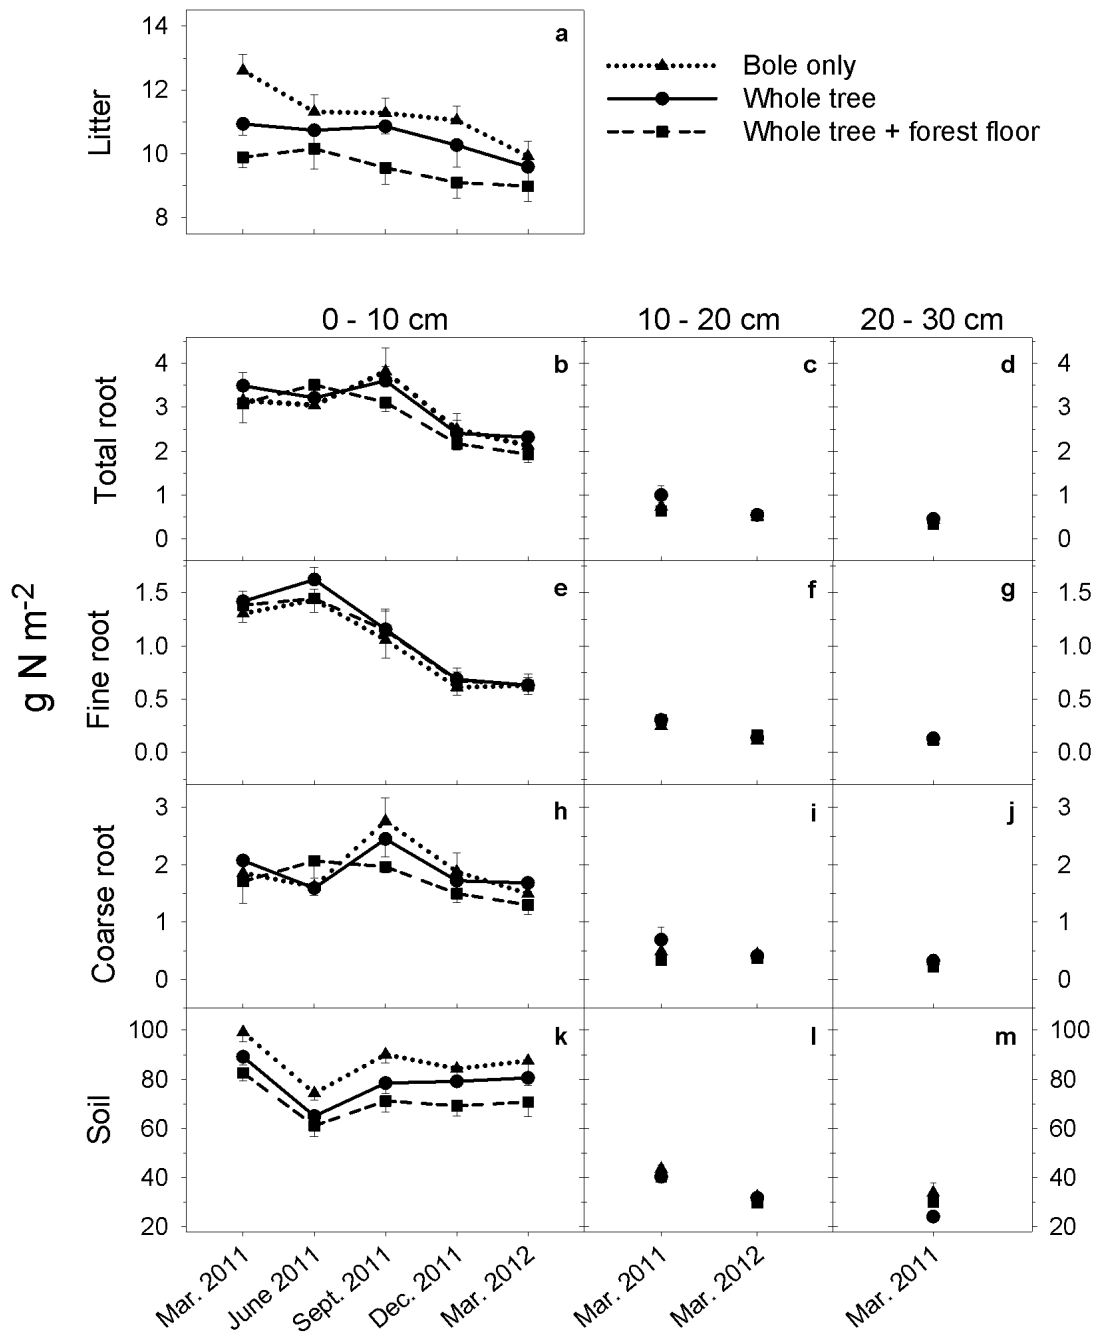 a
14
12
10
8
Litter
Bole only
Whole tree
Whole tree + forest floor
0 - 10 cm
10 - 20 cm
20 - 30 cm
g N m-2
Total root
4
3
2
1
0
b
c
d
4
3
2
1
0
Fine root
1.5
1.0
0.5
0.0
e
f
g
1.5
1.0
0.5
0.0
Coarse root
3
2
1
0
h
i
j
3
2
1
0
Soil
100
80
60
40
20
k
l
m
100
80
60
40
20
Mar. 2011
June 2011
Sept. 2011
Dec. 2011
Mar. 2012
Mar. 2011
Mar. 2012
Mar. 2011